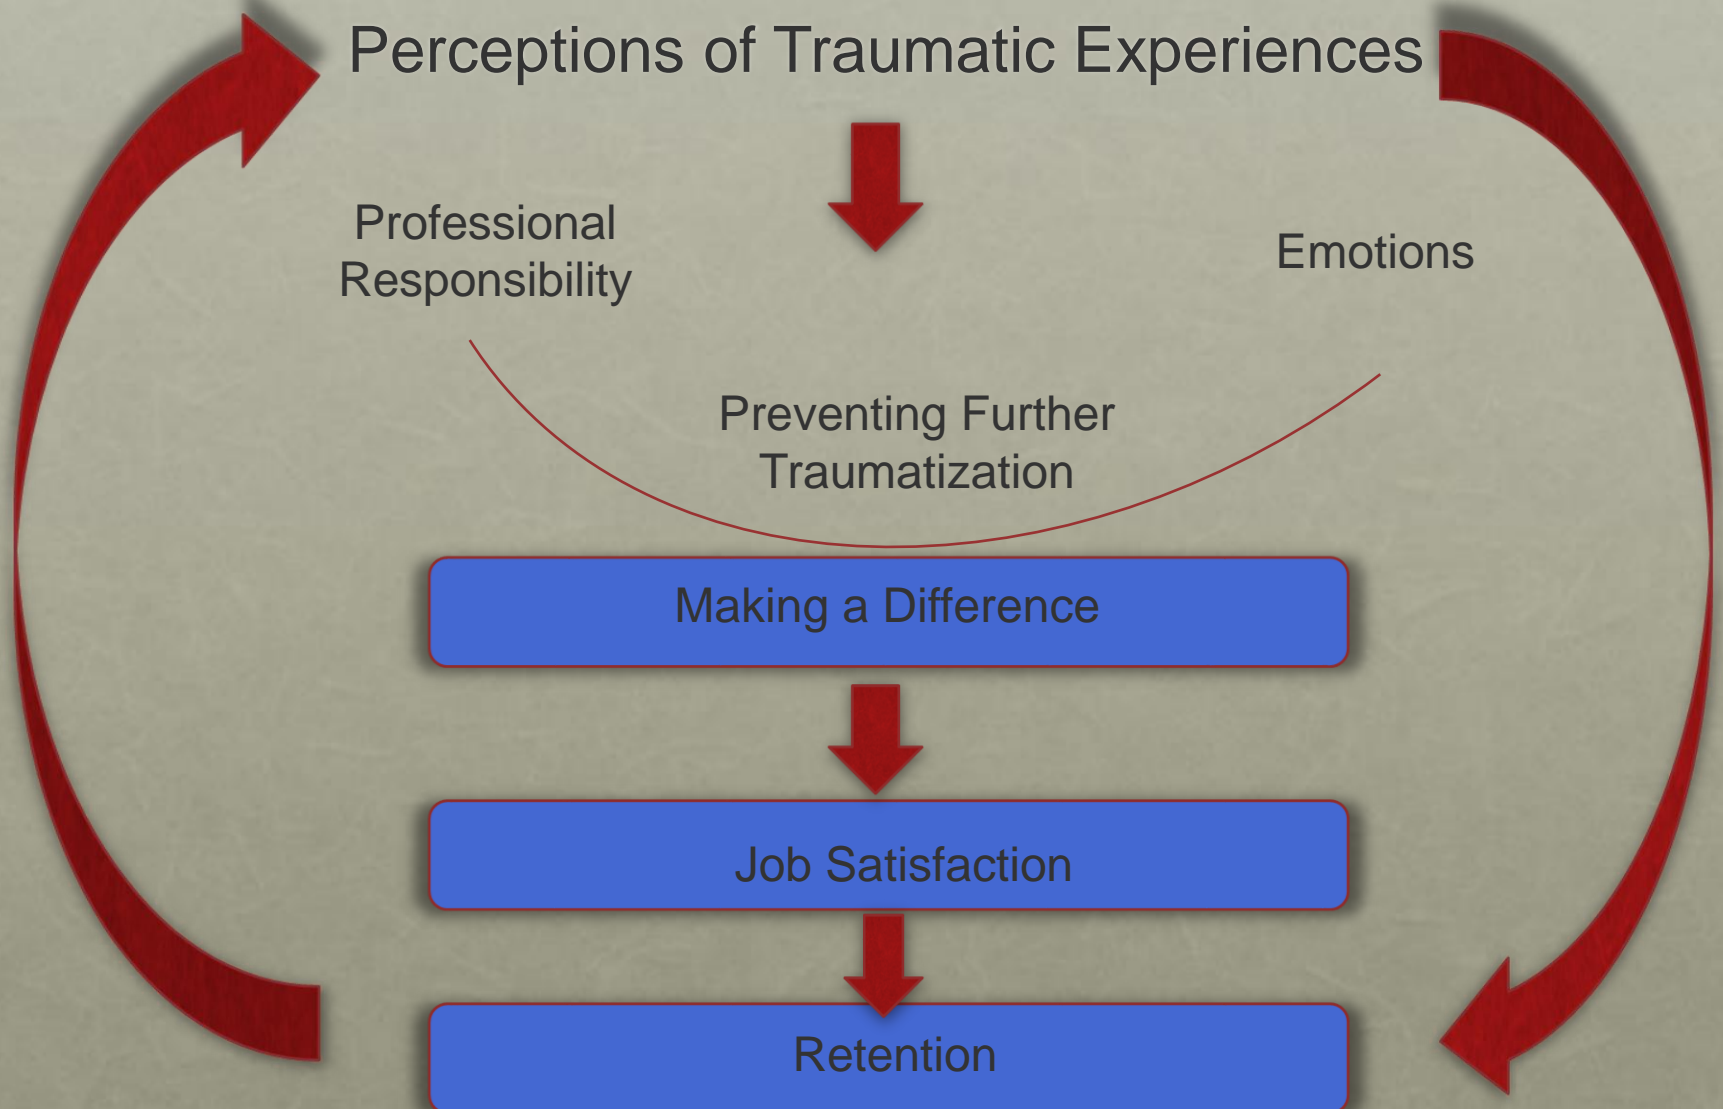 Perceptions of Traumatic Experiences
Professional
Responsibility
Emotions
Preventing Further
Traumatization
Making a Difference
Job Satisfaction
Retention